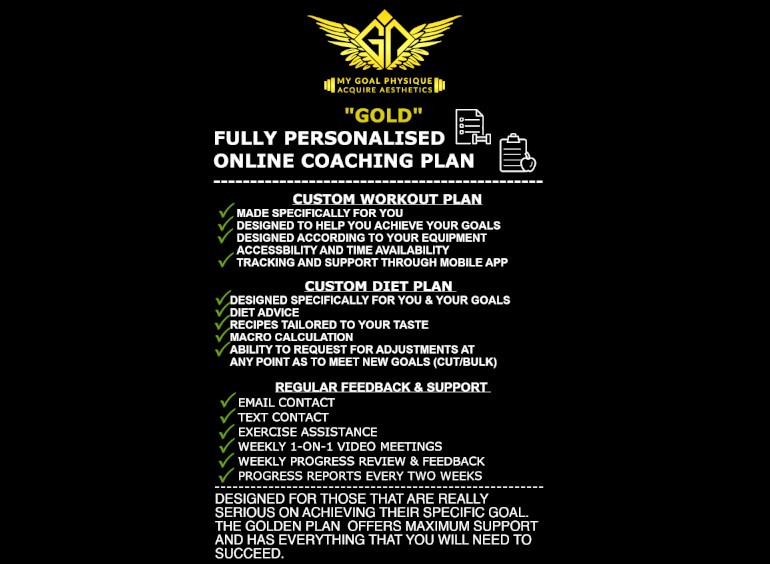 GP
MY GOAL PHYSIQUE
ACQUIRE AESTHETICS
"GOLD"
FULLY PERSONALISED
ONLINE COACHING PLAN
CUSTOM WORKOUT PLAN
MADE SPECIFICALLY FOR YOU
DESIGNED TO HELP YOU ACHIEVE YOUR GOALS
DESIGNED ACCORDING TO YOUR EQUIPMENT
ACCESSBILITY AND TIME AVAILABILITY
TRACKING AND SUPPORT THROUGH MOBILE APP
CUSTOM DIET PLAN
DESIGNED SPECIFICALLY FOR YOU & YOUR GOALS
DIET ADVICE
RECIPES TAILORED TO YOUR TASTE
MACRO CALCULATION
ABILITY TO REQUEST FOR ADJUSTMENTS AT
ANY POINT AS TO MEET NEW GOALS (CUT/BULK)
REGULAR FEEDBACK & SUPPORT
EMAIL CONTACT
TEXT CONTACT
EXERCISE ASSISTANCE
WEEKLY 1-ON-1 VIDEO MEETINGS
WEEKLY PROGRESS REVIEW & FEEDBACK
PROGRESS REPORTS EVERY TWO WEEKS
DESIGNED FOR THOSE THAT ARE REALLY
SERIOUS ON ACHIEVING THEIR SPECIFIC GOAL.
THE GOLDEN PLAN OFFERS MAXIMUM SUPPORT
AND HAS EVERYTHING THAT YOU WILL NEED TO
SUCCEED.